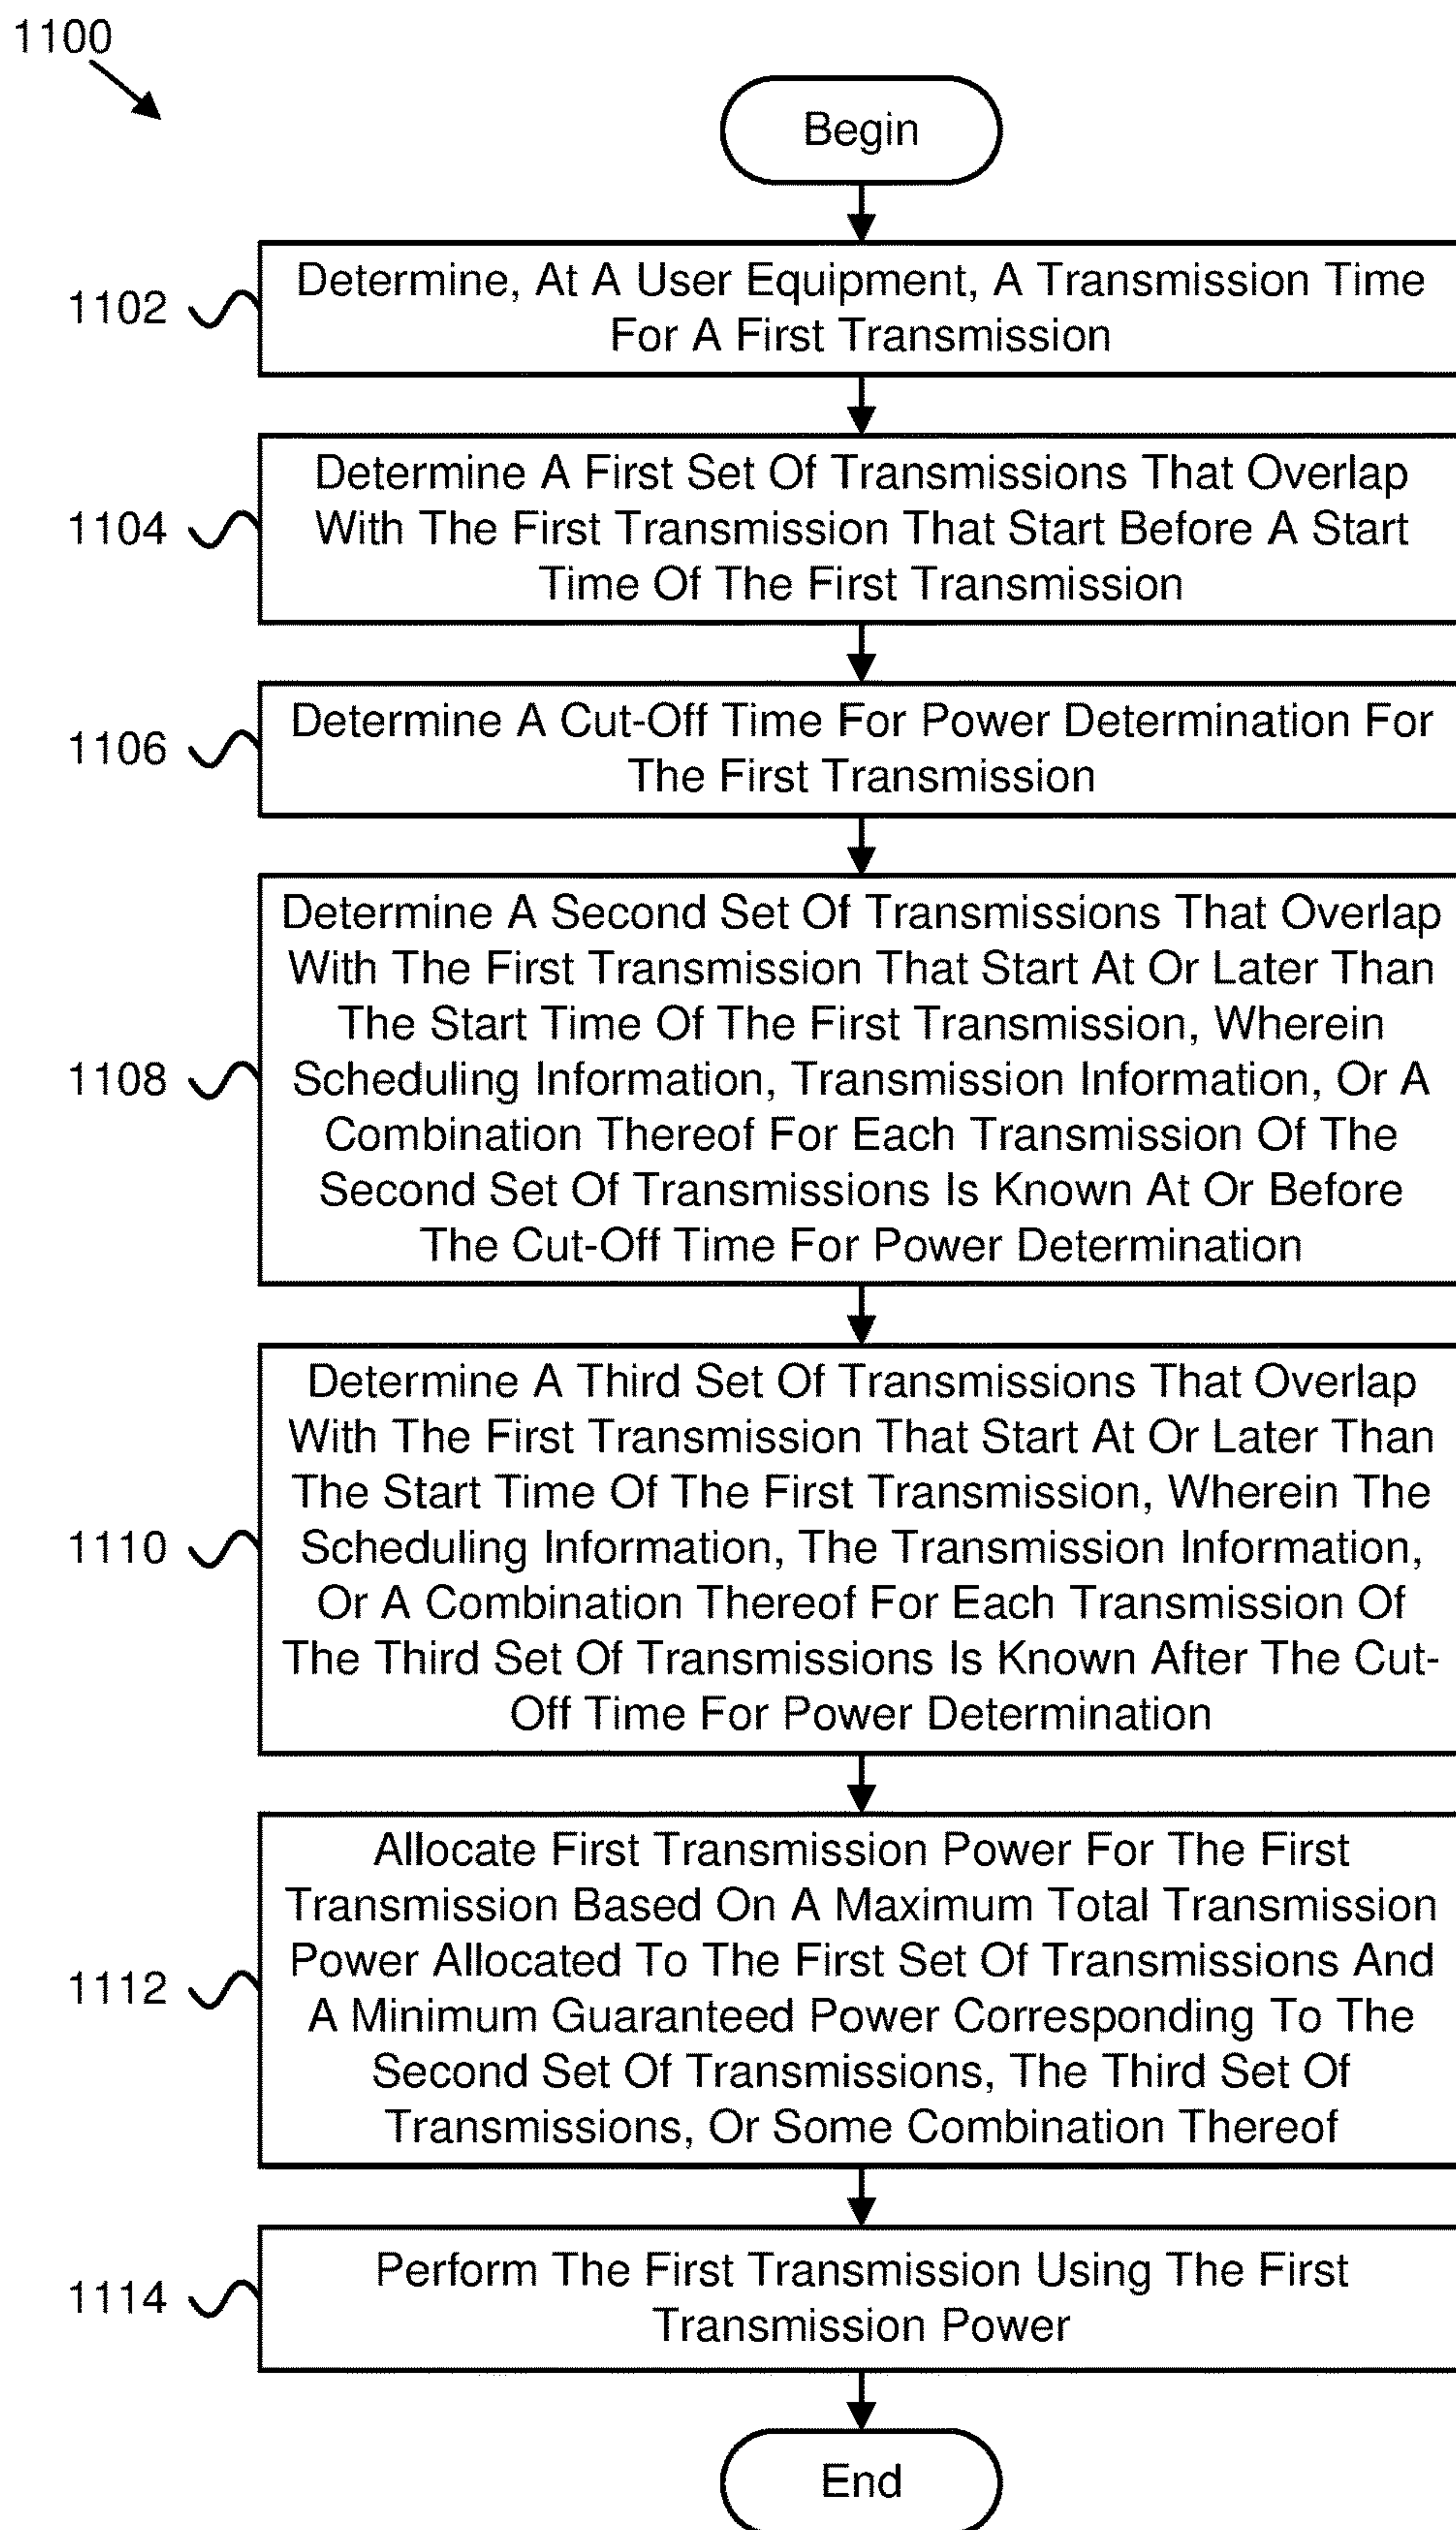 1100
Begin
1102
Determine, At A User Equipment, A Transmission Time
For A First Transmission
1104
Determine A First Set Of Transmissions That Overlap
With The First Transmission That Start Before A Start
Time Of The First Transmission
1106
Determine A Cut-Off Time For Power Determination For
The First Transmission
1108
Determine A Second Set Of Transmissions That Overlap
With The First Transmission That Start At Or Later Than
The Start Time Of The First Transmission, Wherein
Scheduling Information, Transmission Information, Or A
Combination Thereof For Each Transmission Of The
Second Set Of Transmissions Is Known At Or Before
The Cut-Off Time For Power Determination
1110
Determine A Third Set Of Transmissions That Overlap
With The First Transmission That Start At Or Later Than
The Start Time Of The First Transmission, Wherein The
Scheduling Information, The Transmission Information,
Or A Combination Thereof For Each Transmission Of
The Third Set Of Transmissions Is Known After The Cut-
Off Time For Power Determination
1112
Allocate First Transmission Power For The First
Transmission Based On A Maximum Total Transmission
Power Allocated To The First Set Of Transmissions And
A Minimum Guaranteed Power Corresponding To The
Second Set Of Transmissions, The Third Set Of
Transmissions, Or Some Combination Thereof
1114
Perform The First Transmission Using The First
Transmission Power
End